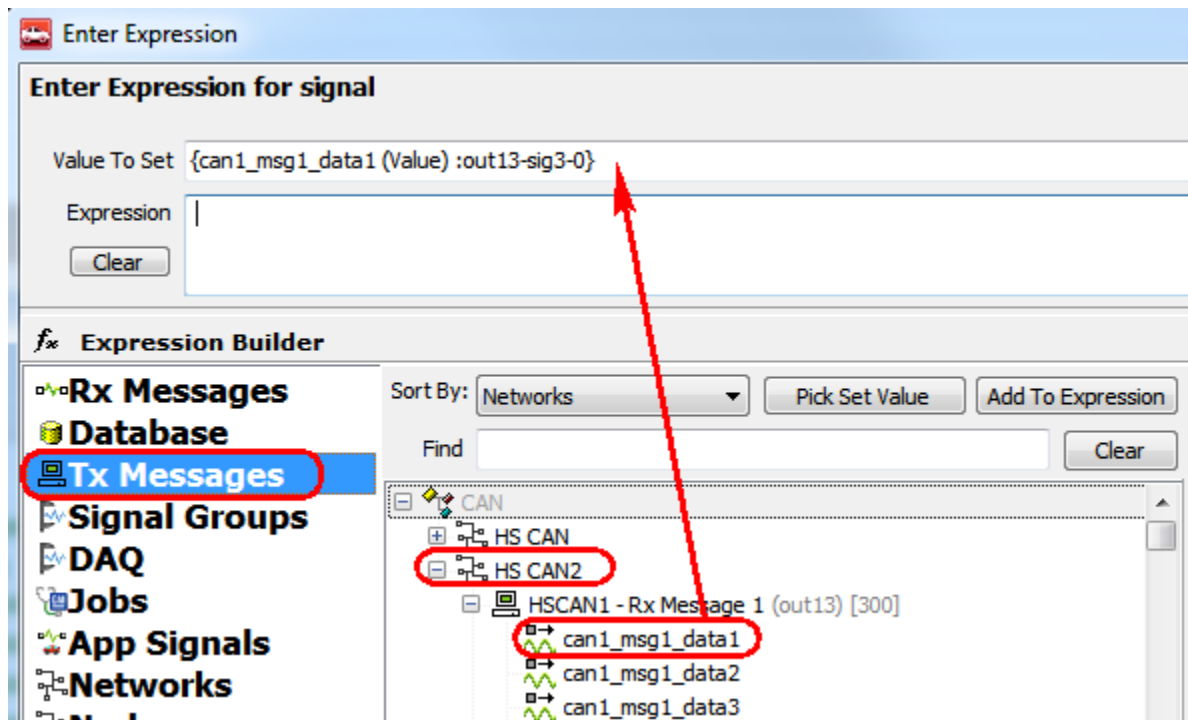 Enter Expression
Enter Expression for signal
Value To Set {can1_msg1_data1 (Value) :out13-sig3-0}
Expression
Clear
fx Expression Builder
Rx Messages
Database
Tx Messages
Signal Groups
DAQ
Jobs
App Signals
Networks
Sort By: Networks Pick Set Value Add To Expression
Find Clear
CAN
HS CAN
HS CAN2
HSCAN1 - Rx Message 1 (out13) [300]
can1_msg1_data1
can1_msg1_data2
can1_msg1_data3